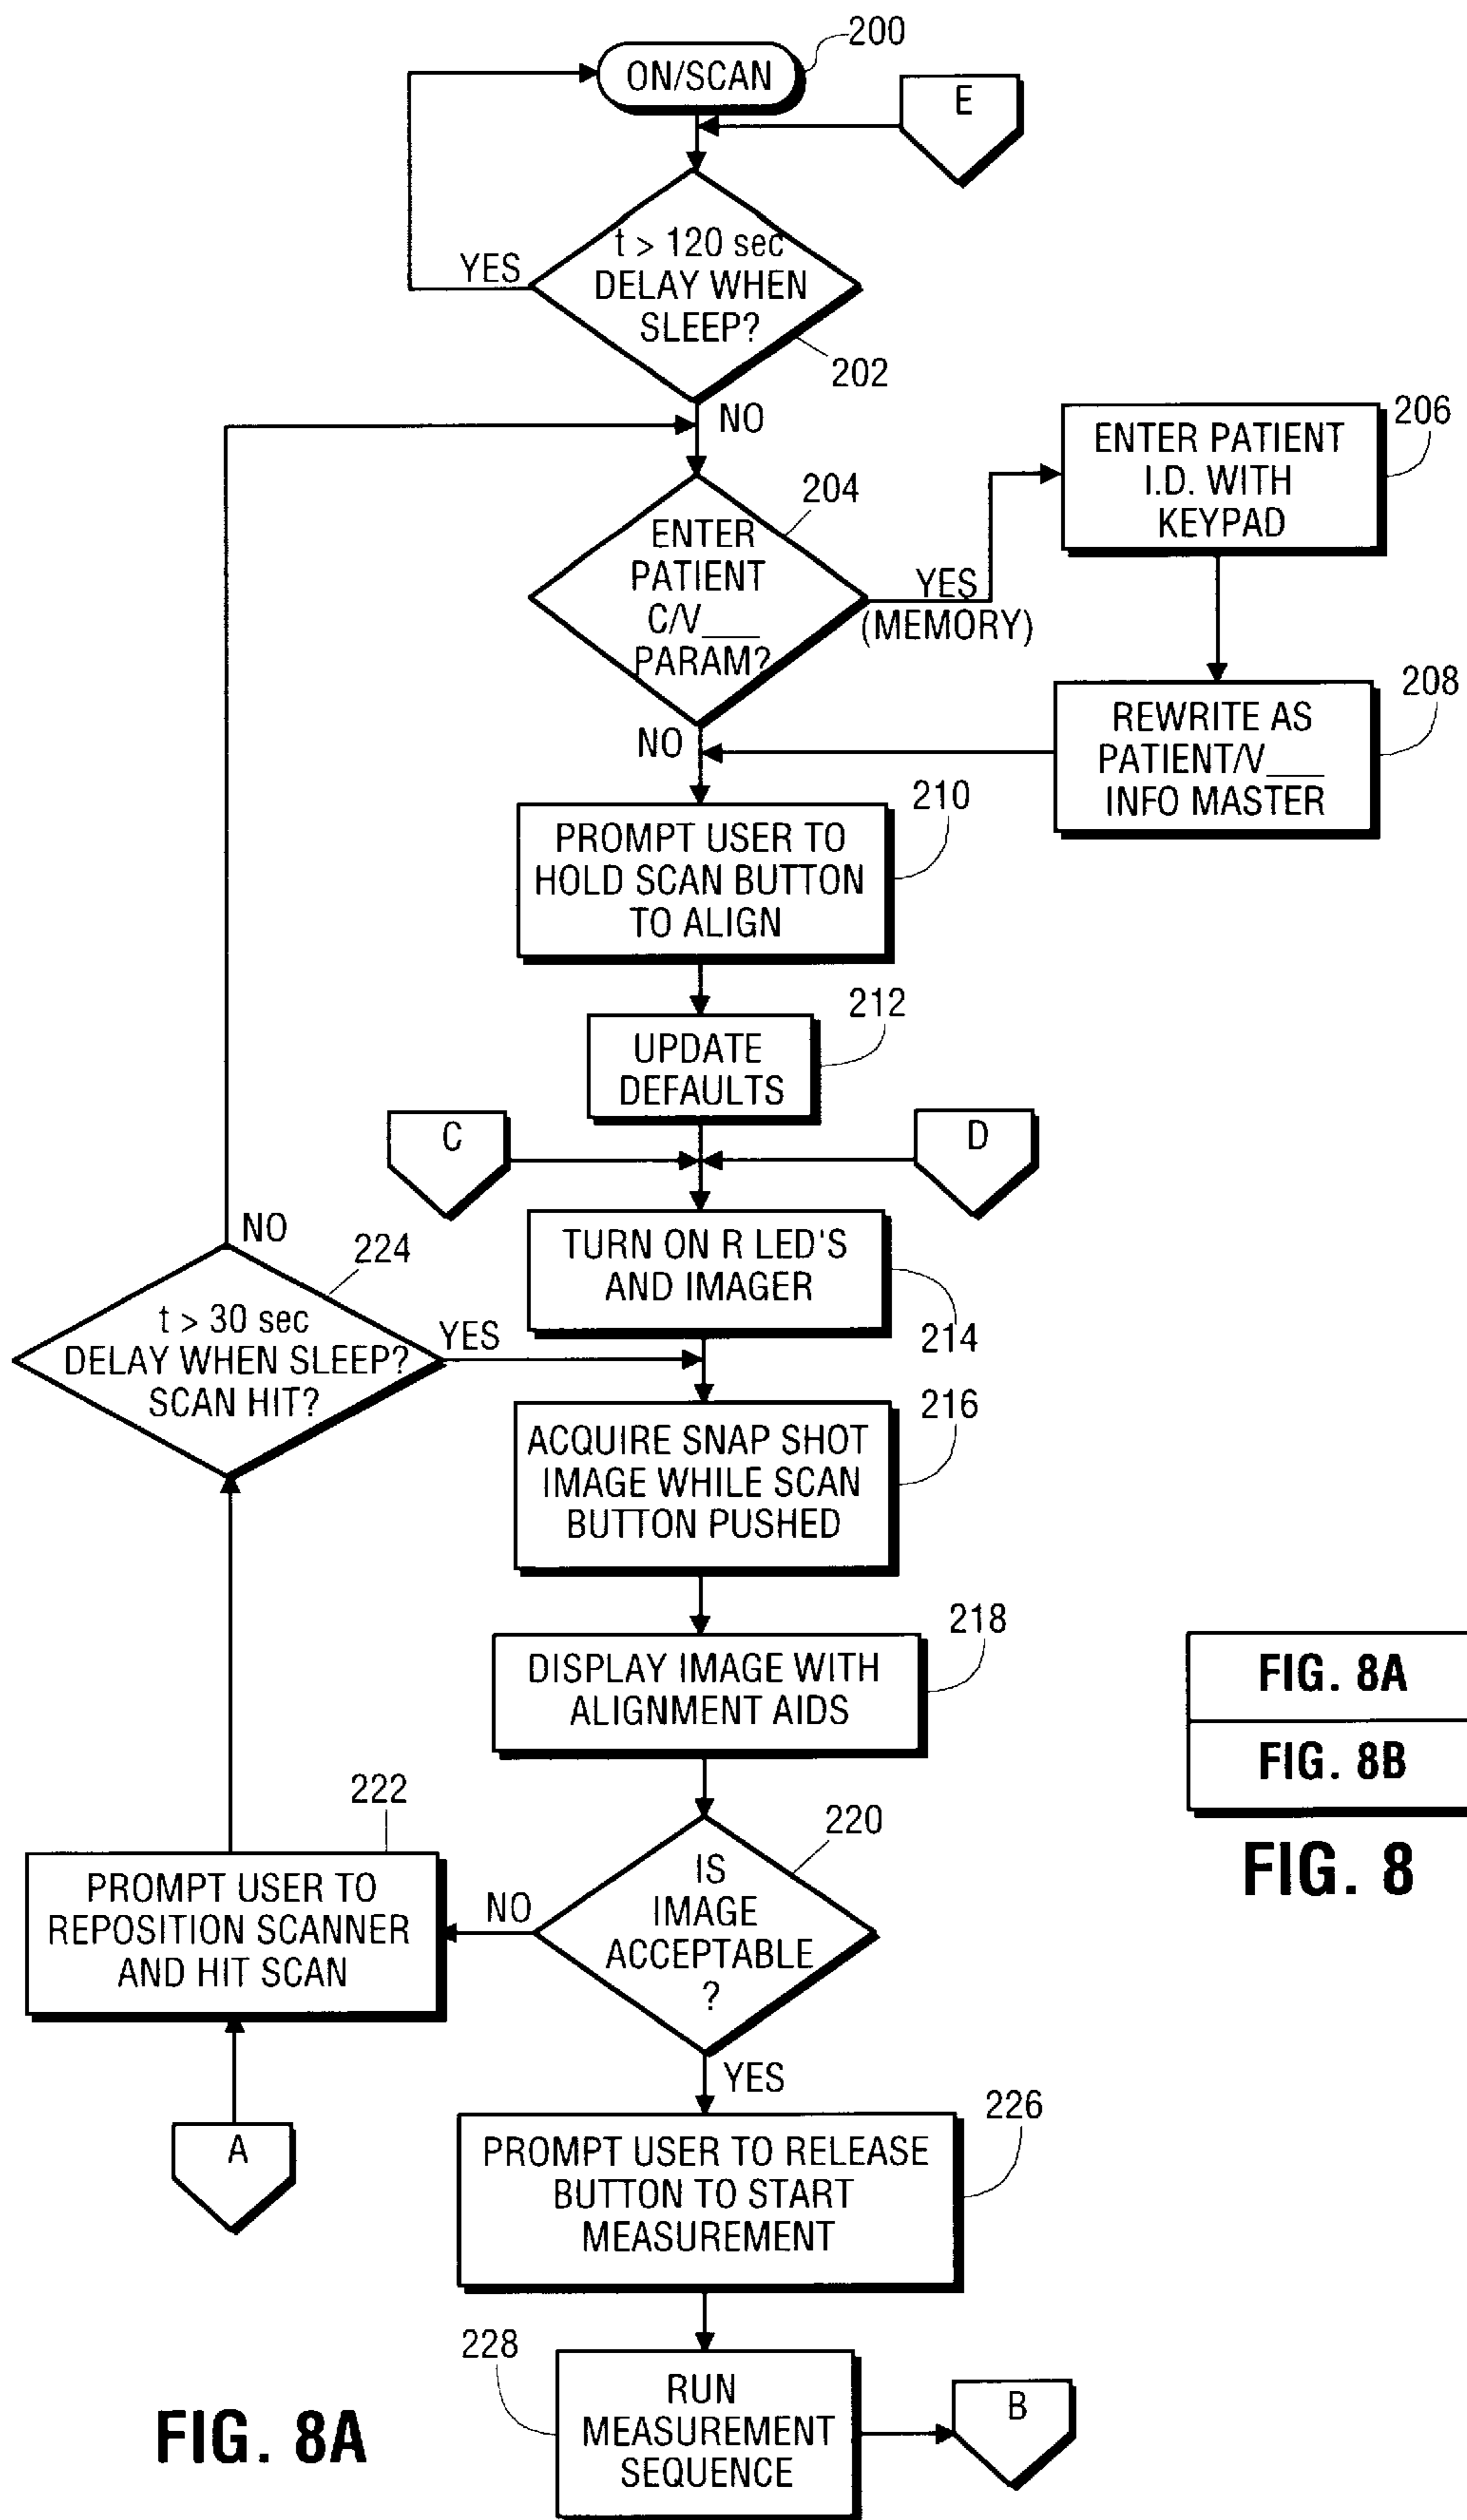 200
ON/SCAN
E
t > 120 sec
DELAY WHEN
SLEEP?
YES
202
NO
206
ENTER PATIENT
I.D. WITH
KEYPAD
204
ENTER
PATIENT
C/V___
PARAM?
YES
(MEMORY)
208
REWRITE AS
PATIENT/V___
INFO MASTER
NO
210
PROMPT USER TO
HOLD SCAN BUTTON
TO ALIGN
212
UPDATE
DEFAULTS
C
D
TURN ON R LED'S
AND IMAGER
214
NO
224
t > 30 sec
DELAY WHEN SLEEP?
SCAN HIT?
YES
216
ACQUIRE SNAP SHOT
IMAGE WHILE SCAN
BUTTON PUSHED
218
DISPLAY IMAGE WITH
ALIGNMENT AIDS
FIG. 8A
FIG. 8B
FIG. 8
220
IS
IMAGE
ACCEPTABLE
?
NO
222
PROMPT USER TO
REPOSITION SCANNER
AND HIT SCAN
A
YES
226
PROMPT USER TO RELEASE
BUTTON TO START
MEASUREMENT
228
RUN
MEASUREMENT
SEQUENCE
B
FIG. 8A